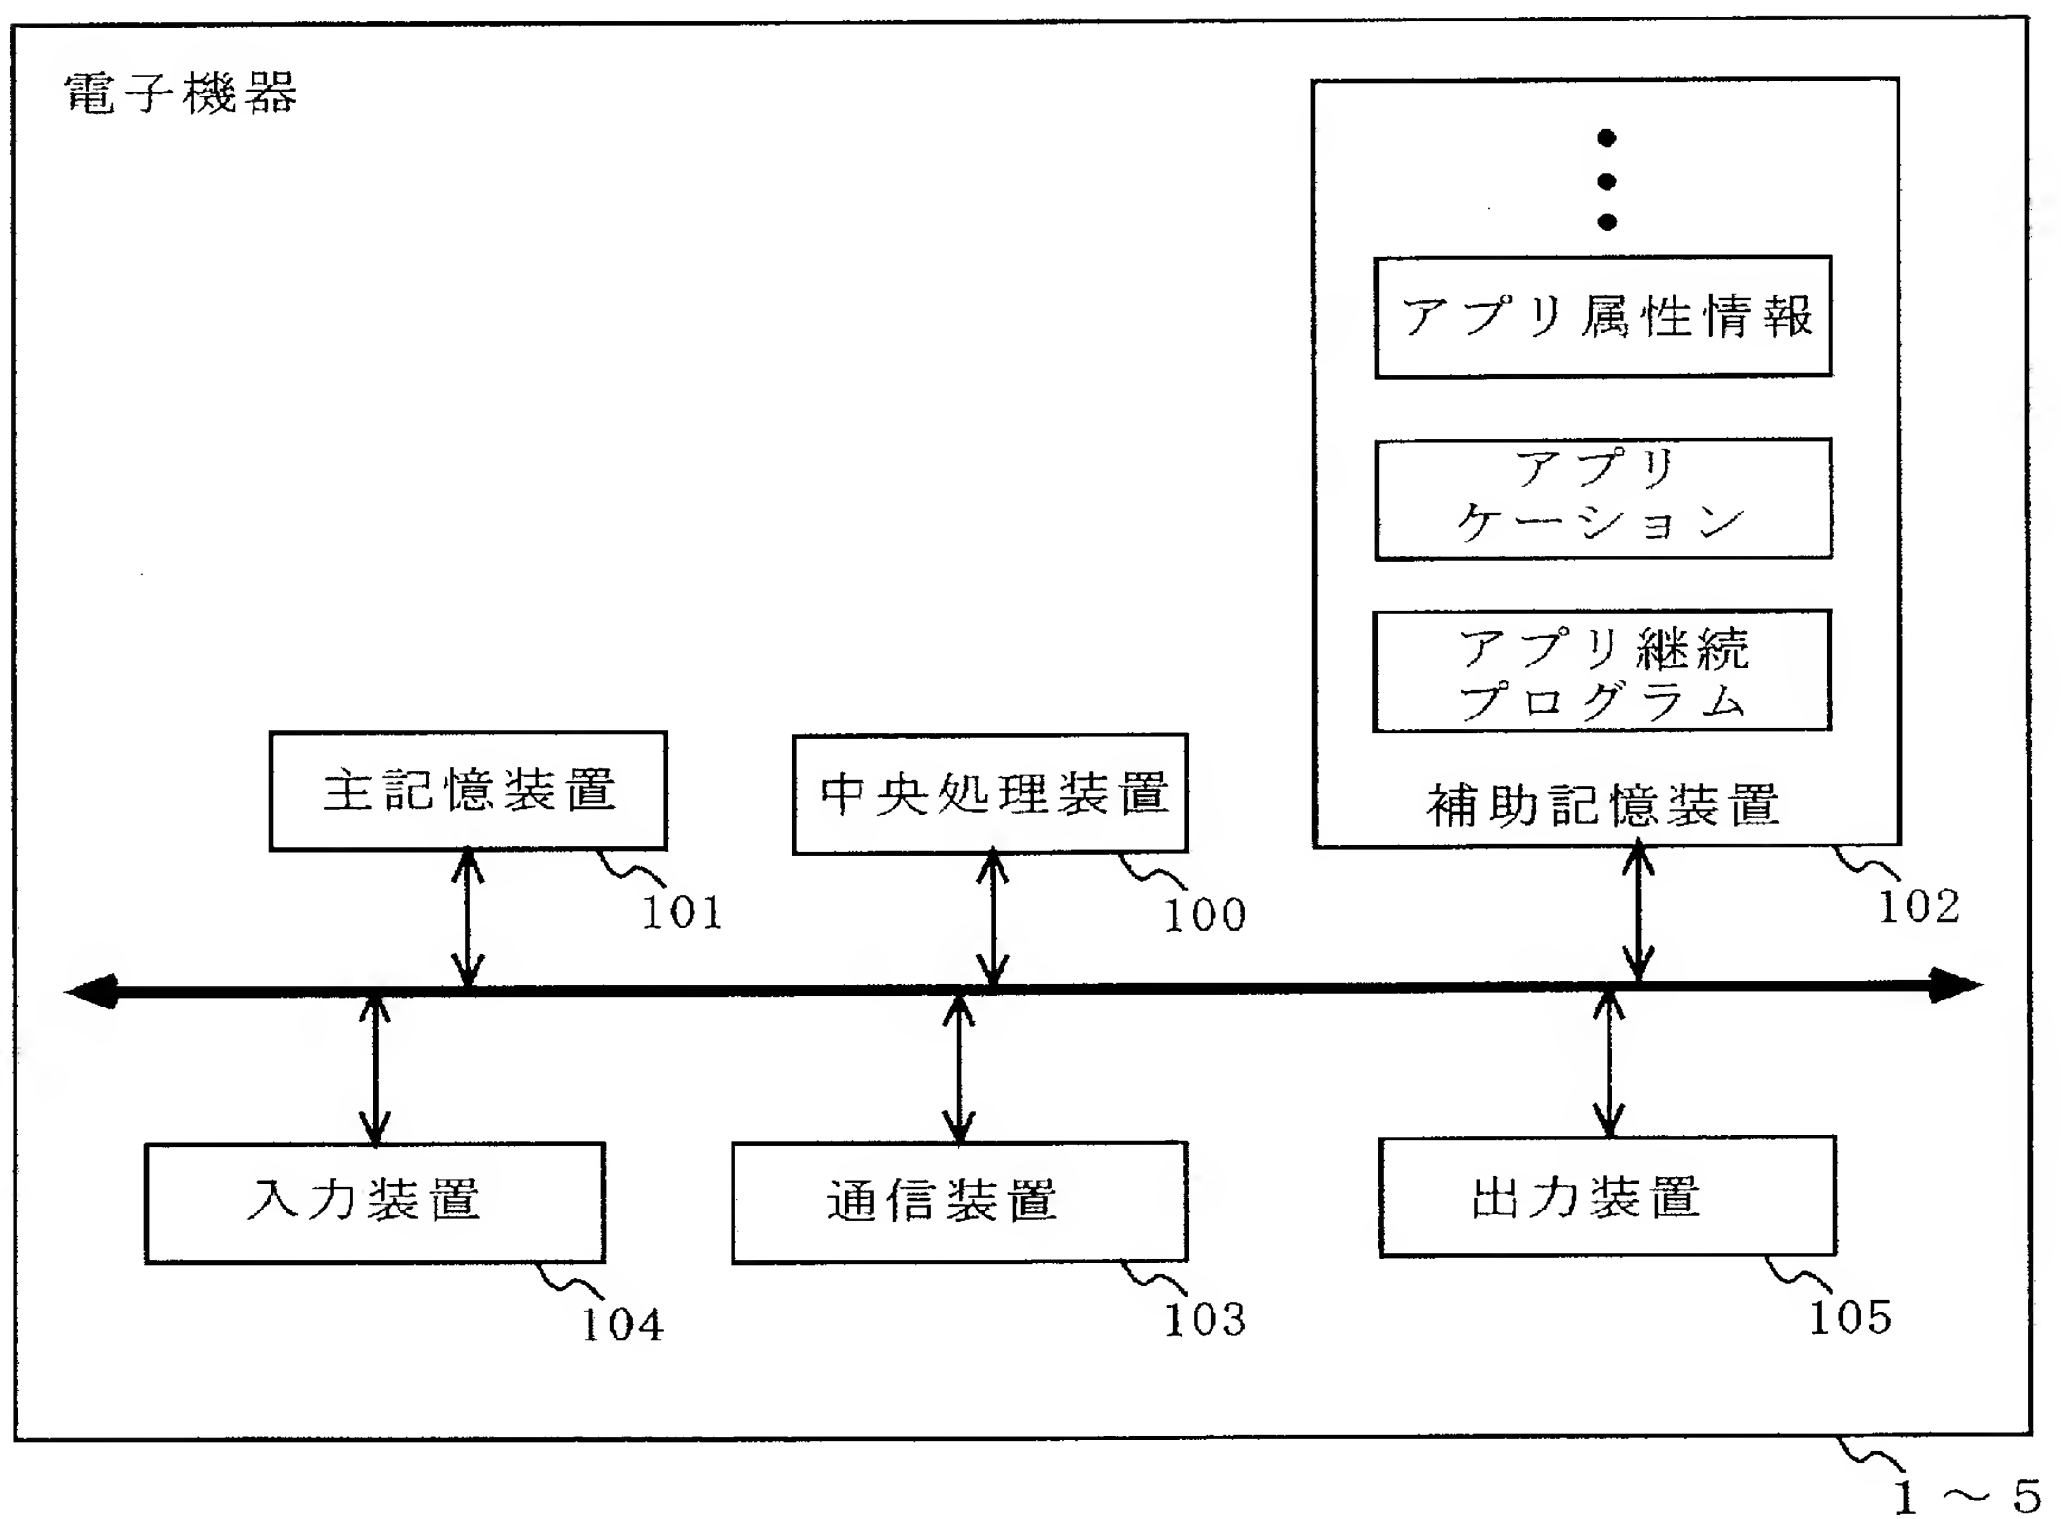 電子機器
アプリ属性情報
アプリ
ケーション
アプリ継続
プログラム
補助記憶装置
102
主記憶装置
101
中央処理装置
100
入力装置
104
通信装置
103
出力装置
105
1～5